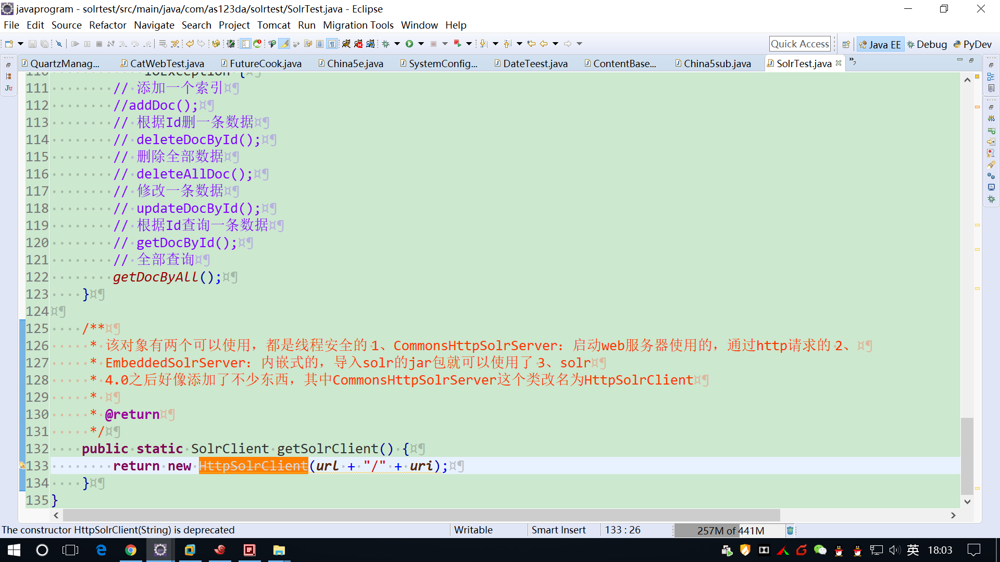 javaprogram - solrtest/src/main/java/com/as123da/solrtest/SolrTest.java - Eclipse
File Edit Source Refactor Navigate Search Project Tomcat Run Migration Tools Window Help
Quick Access Java EE Debug PyDev
QuartzManag... CatWebTest.java FutureCook.java China5e.java SystemConfig... DateTeest.java ContentBase... China5sub.java SolrTest.java
110 IOException {
111 // 添加一个索引
112 //addDoc();
113 // 根据Id删一条数据
114 // deleteDocById();
115 // 删除全部数据
116 // deleteAllDoc();
117 // 修改一条数据
118 // updateDocById();
119 // 根据Id查询一条数据
120 // getDocById();
121 // 全部查询
122 getDocByAll();
123 }
124
125 /**
126 * 该对象有两个可以使用，都是线程安全的 1、CommonsHttpSolrServer：启动web服务器使用的，通过http请求的 2、
127 * EmbeddedSolrServer：内嵌式的，导入solr的jar包就可以使用了 3、solr
128 * 4.0之后好像添加了不少东西，其中CommonsHttpSolrServer这个类改名为HttpSolrClient
129 *
130 * @return
131 */
132 public static SolrClient getSolrClient() {
133 return new HttpSolrClient(url + "/" + uri);
134 }
135 }
The constructor HttpSolrClient(String) is deprecated Writable Smart Insert 133 : 26 257M of 441M
英 18:03